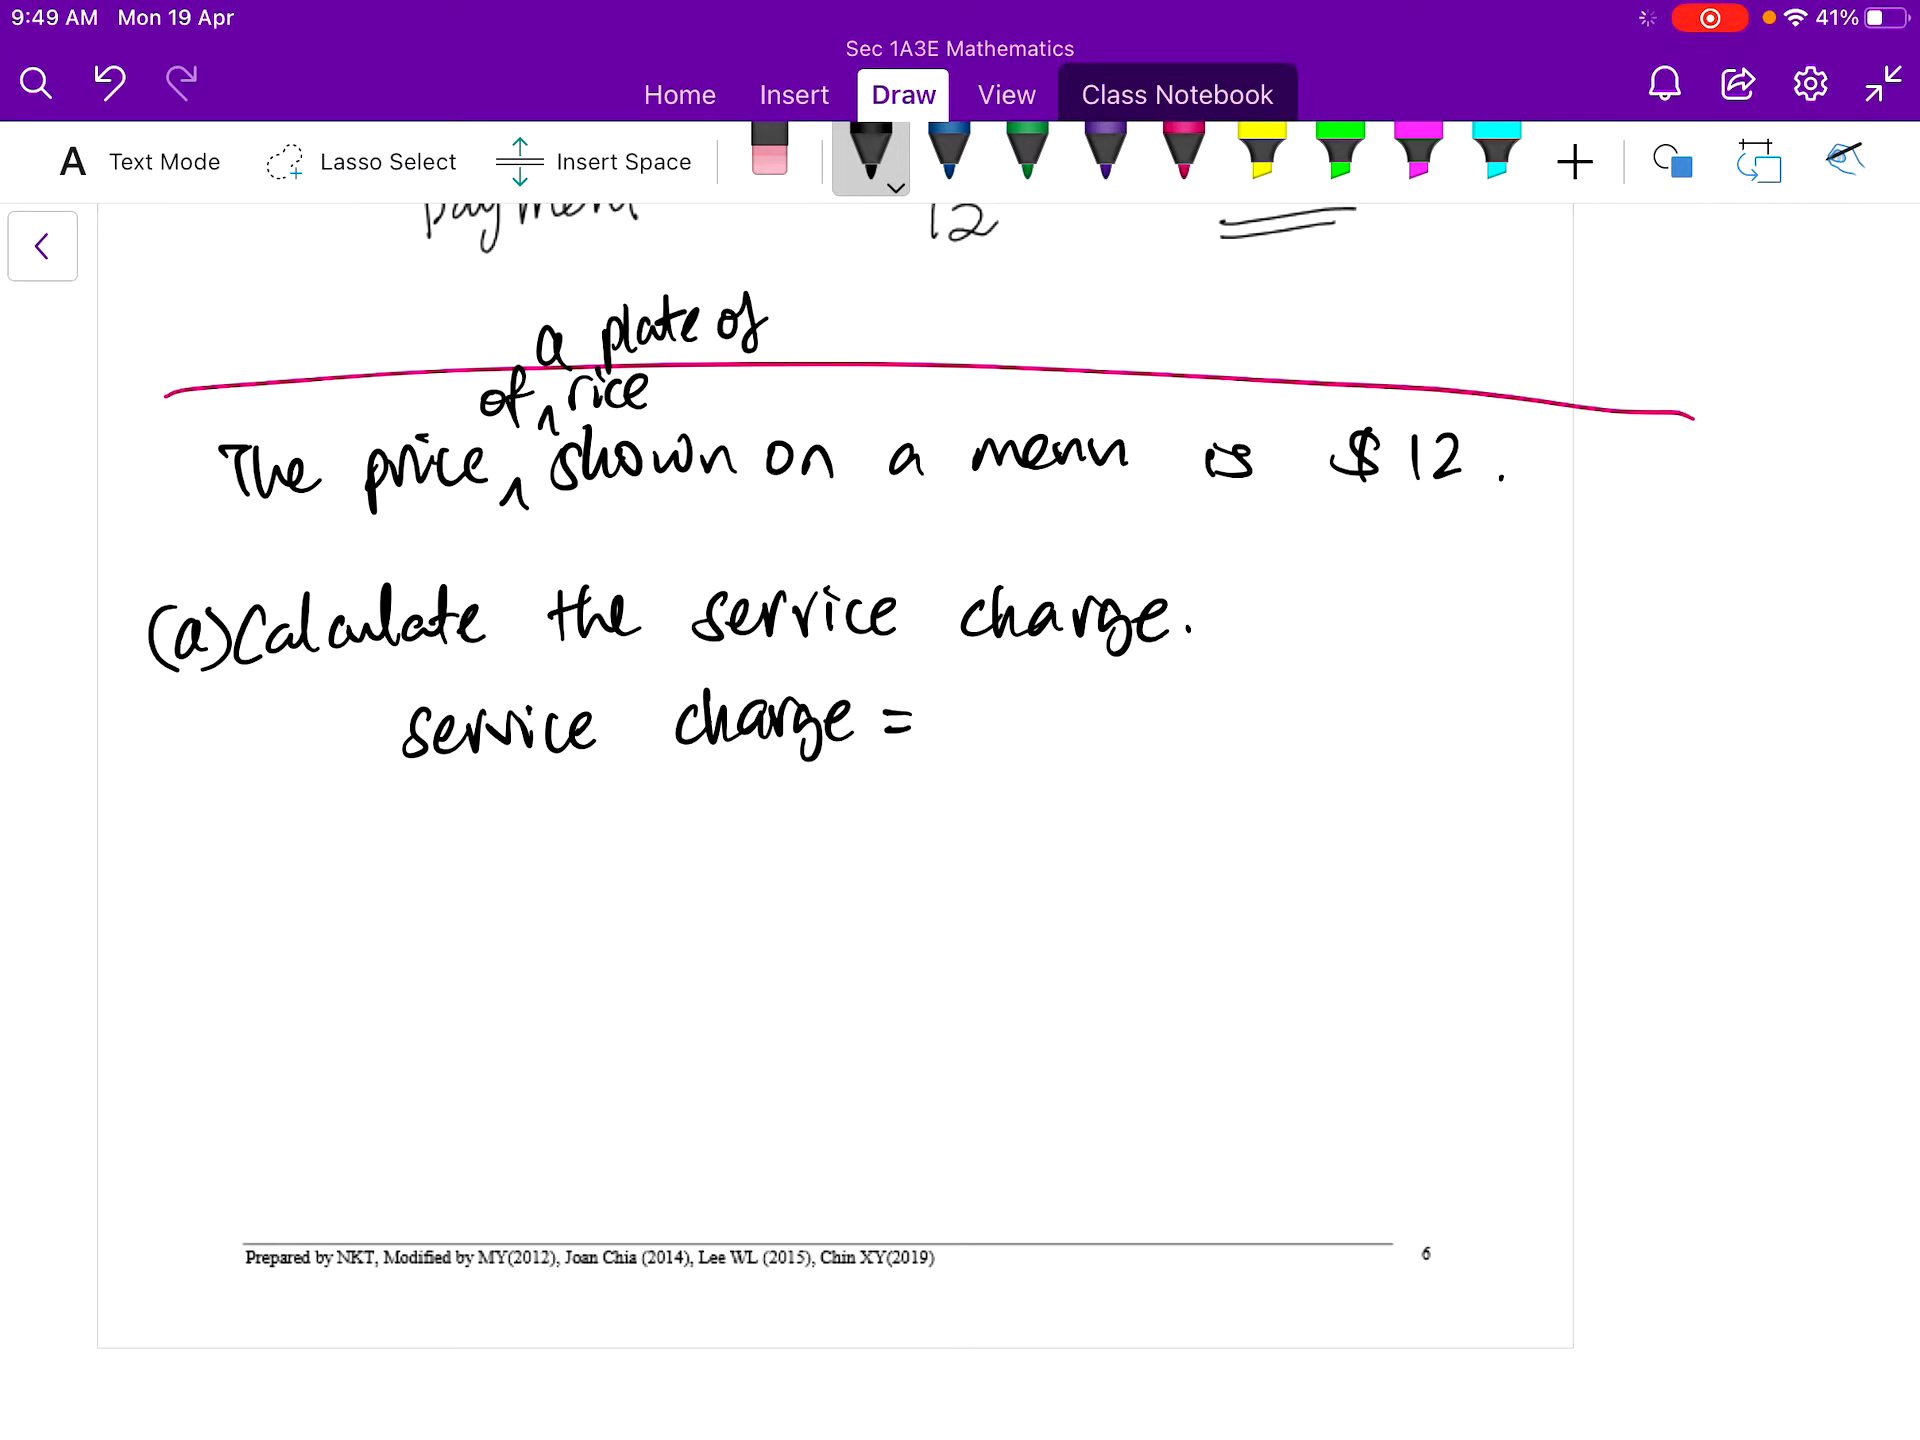 9:49 AM Mon 19 Apr
41%
Sec 1A3E Mathematics
Home Insert Draw View Class Notebook
A Text Mode Lasso Select Insert Space
payment 12
a plate of
of ^ rice
The price ^ shown on a menu is $12.
(a) Calculate the service charge.
service charge =
Prepared by NKT, Modified by MY(2012), Joan Chia (2014), Lee WL (2015), Chin XY(2019)
6